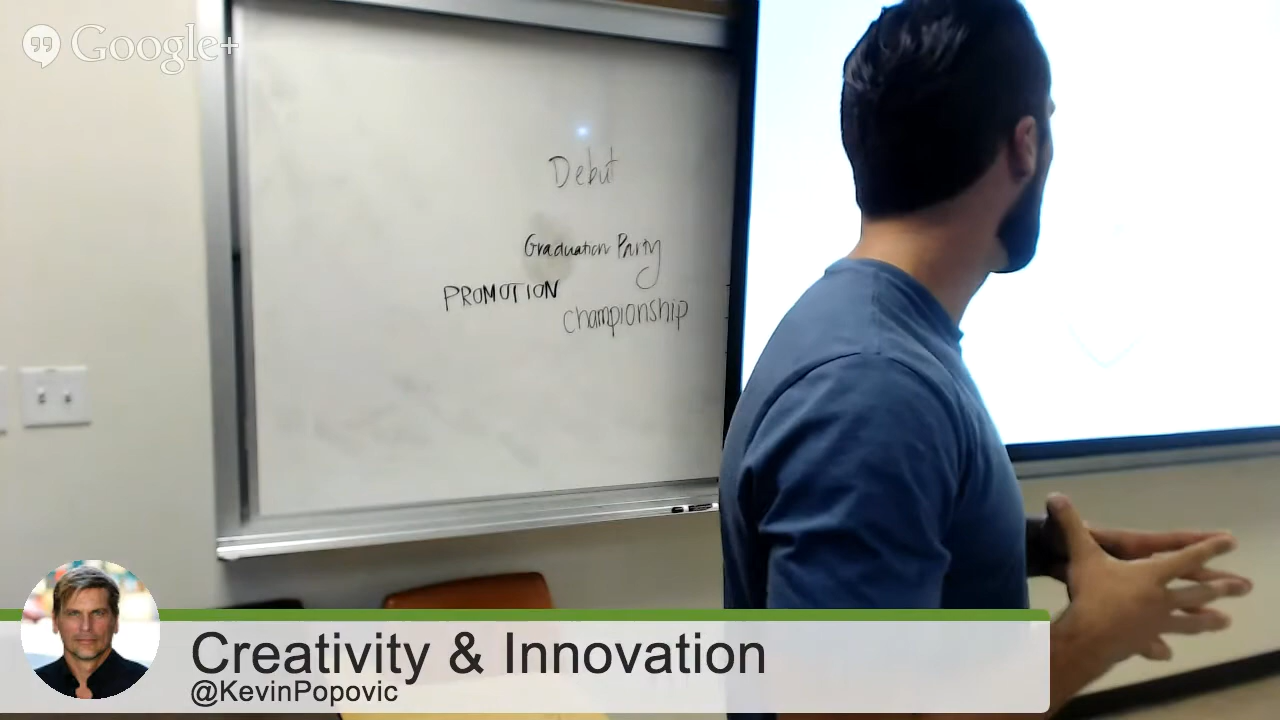 Google+
Debut
Graduation Party
PROMOTION
championship
Creativity & Innovation
@KevinPopovic